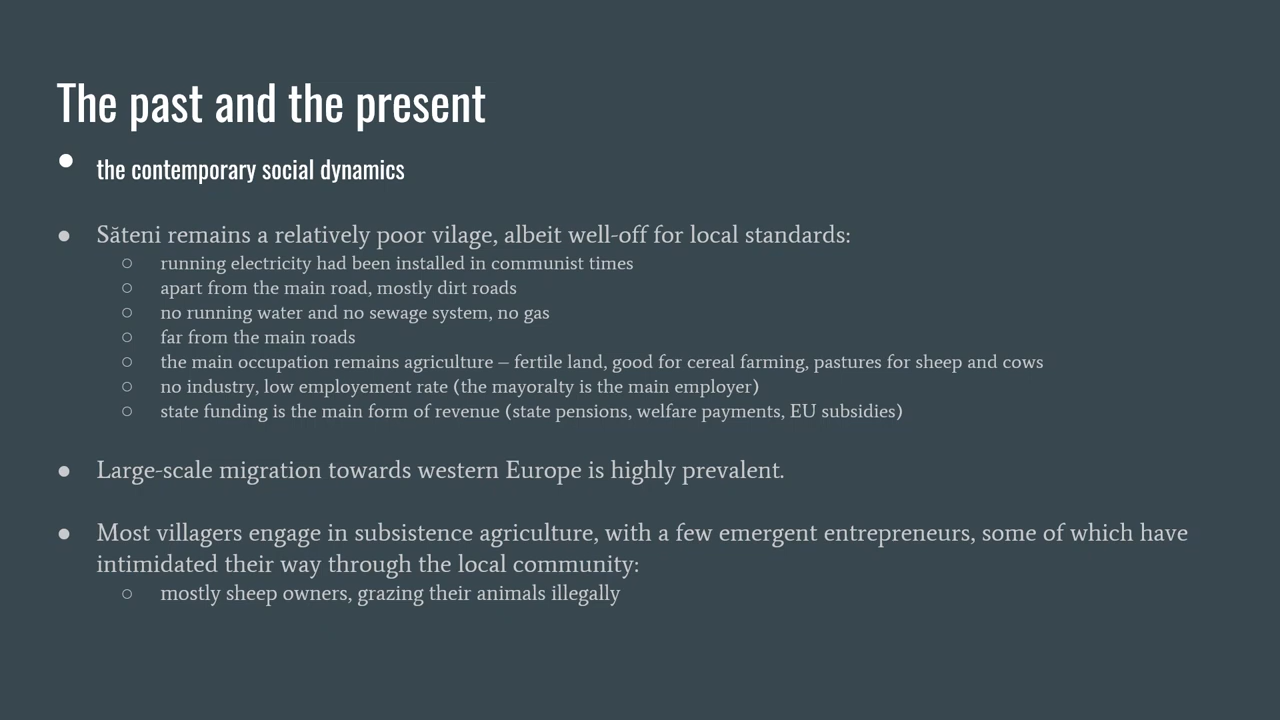 The past and the present
● the contemporary social dynamics
● Săteni remains a relatively poor vilage, albeit well-off for local standards:
○ running electricity had been installed in communist times
○ apart from the main road, mostly dirt roads
○ no running water and no sewage system, no gas
○ far from the main roads
○ the main occupation remains agriculture – fertile land, good for cereal farming, pastures for sheep and cows
○ no industry, low employement rate (the mayoralty is the main employer)
○ state funding is the main form of revenue (state pensions, welfare payments, EU subsidies)
● Large-scale migration towards western Europe is highly prevalent.
● Most villagers engage in subsistence agriculture, with a few emergent entrepreneurs, some of which have
intimidated their way through the local community:
○ mostly sheep owners, grazing their animals illegally